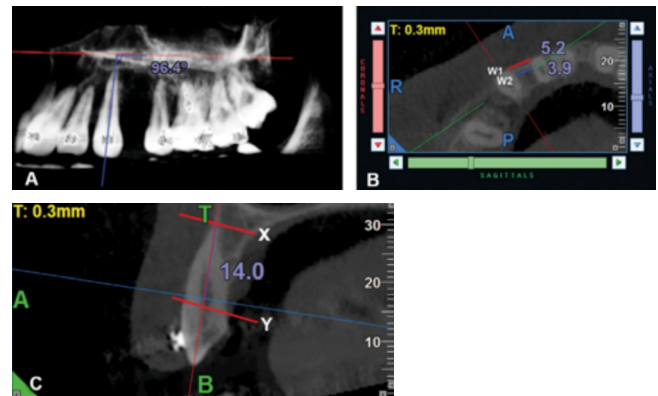 96.4°
A
T: 0.3mm
A
5.2
W1
3.9
W2
R
20
10
P
CORONALS
AXIALS
SAGITTALS
B
T: 0.3mm
T
30
X
14.0
20
A
Y
10
B
C